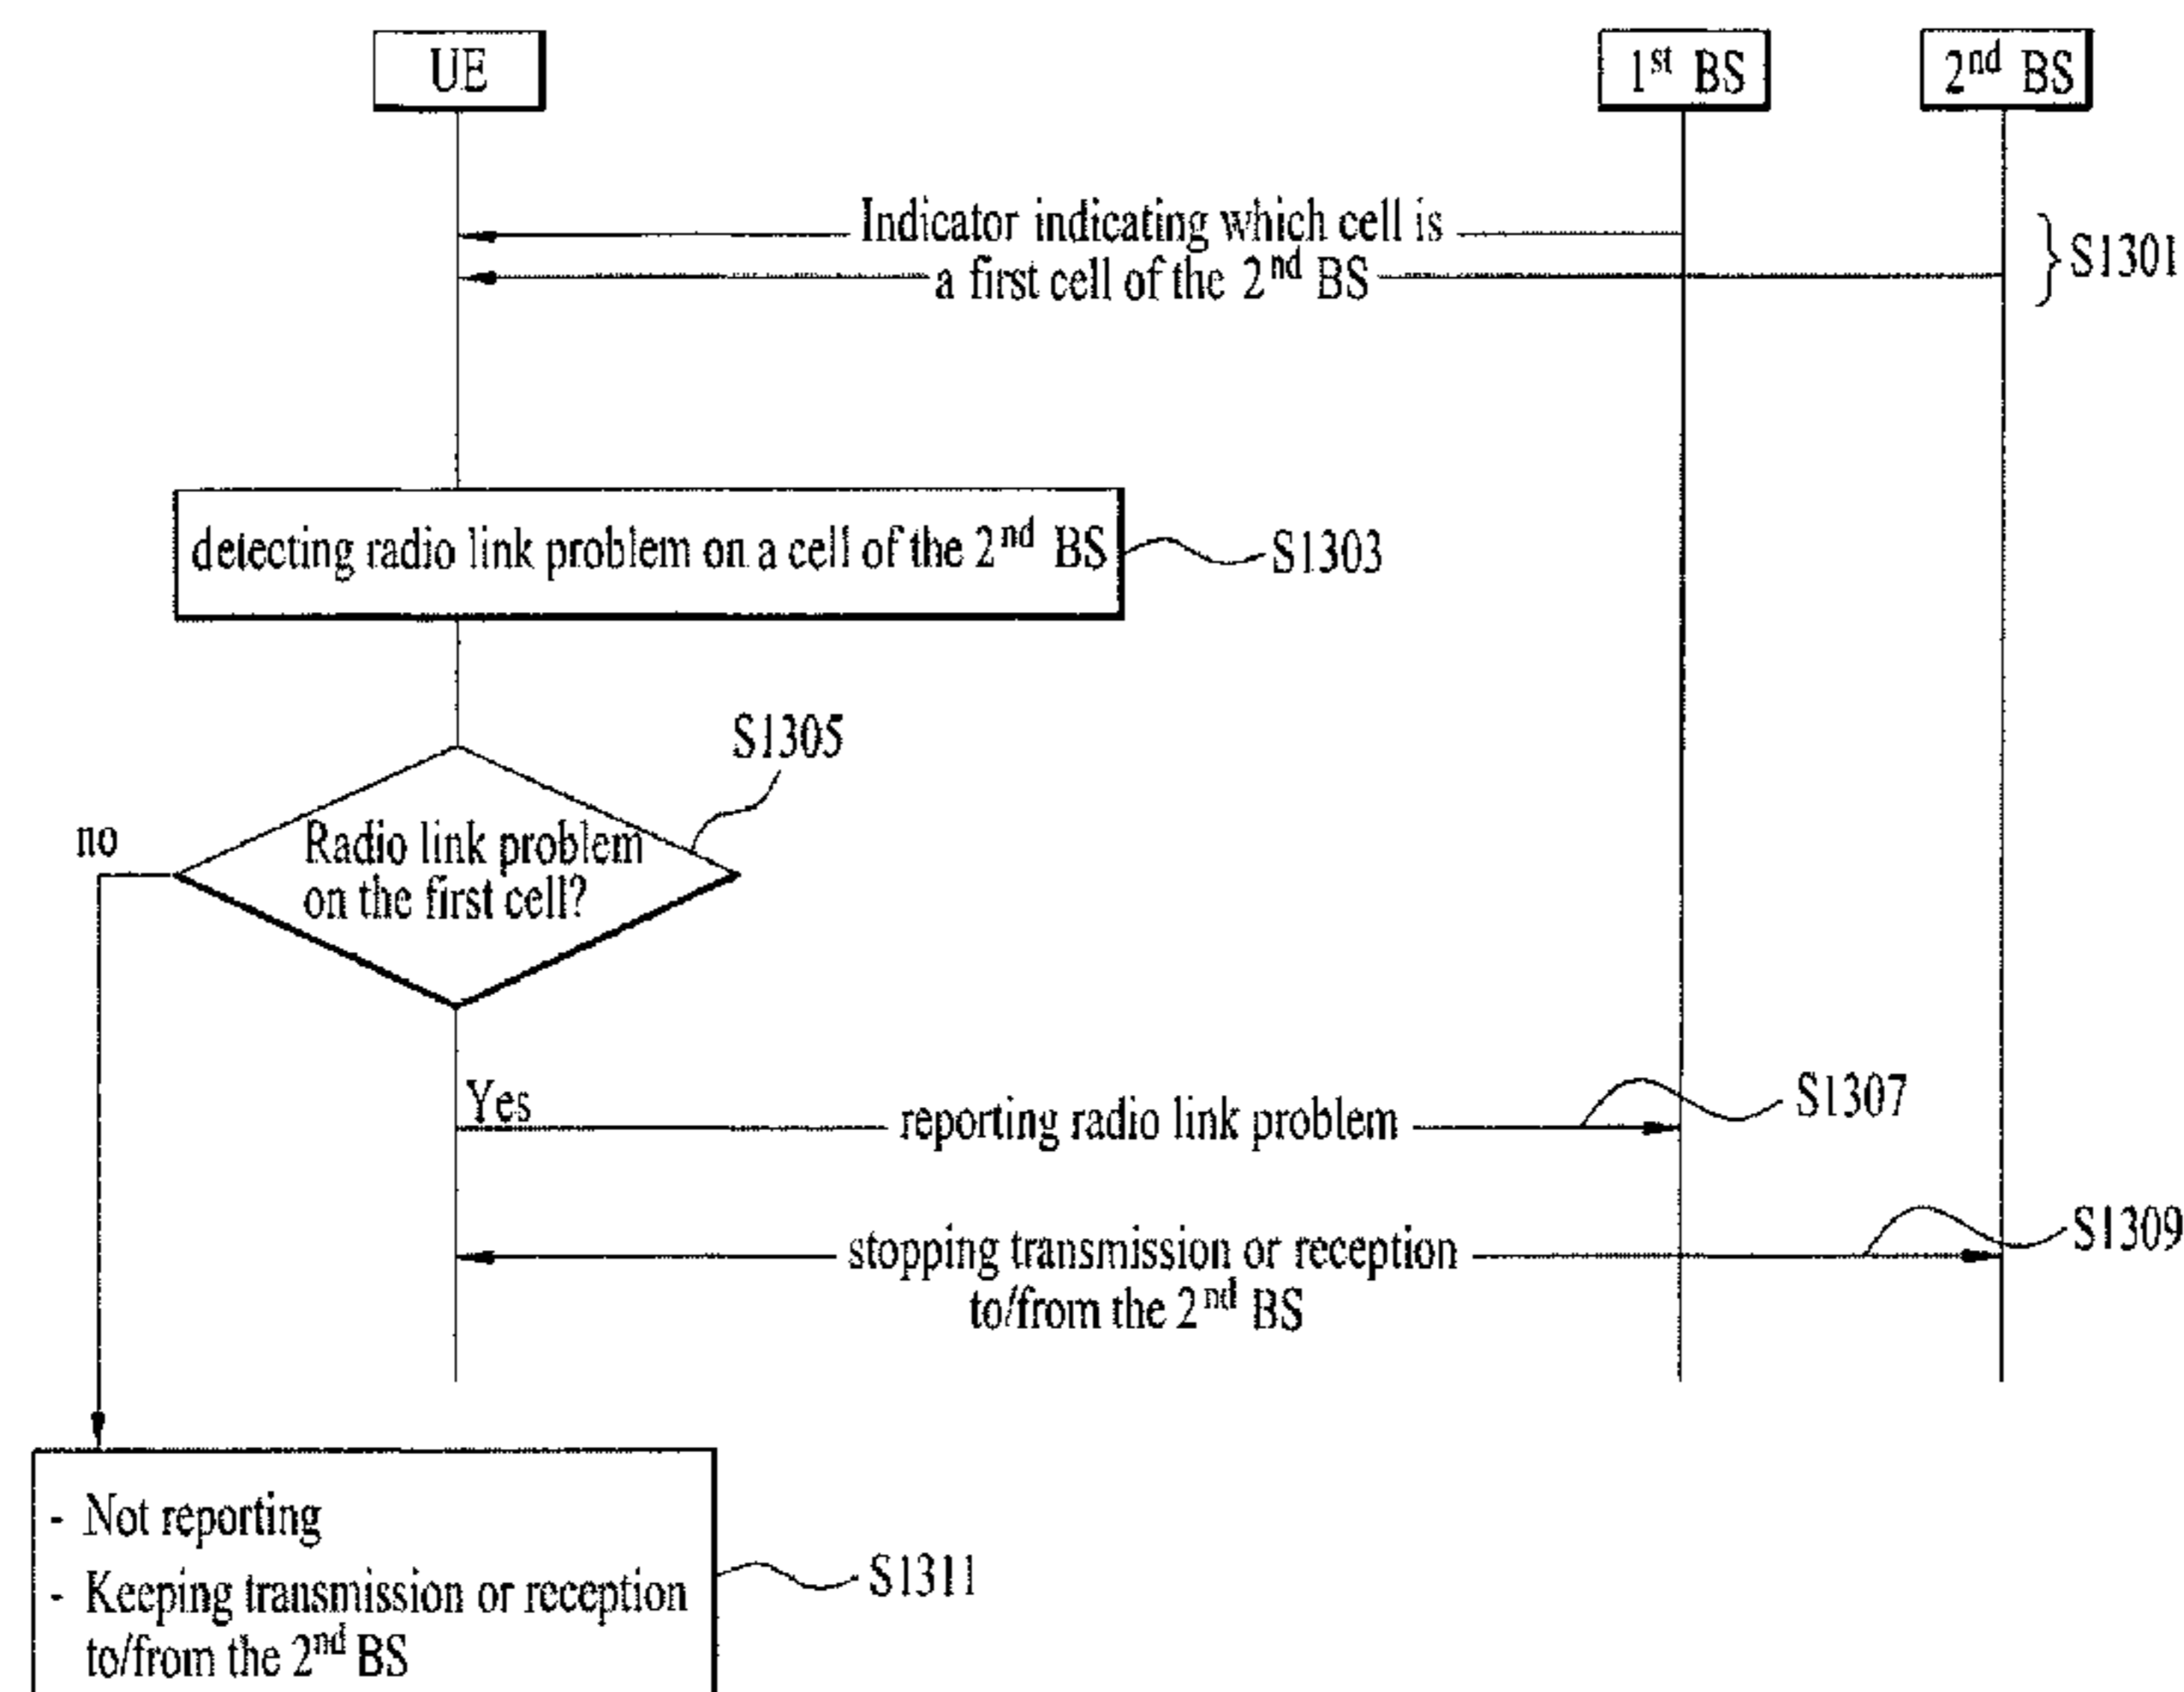 UE
1st BS
2nd BS
Indicator indicating which cell is
a first cell of the 2nd BS
S1301
detecting radio link problem on a cell of the 2nd BS
S1303
S1305
no
Radio link problem
on the first cell?
Yes
reporting radio link problem
S1307
stopping transmission or reception
to/from the 2nd BS
S1309
- Not reporting
- Keeping transmission or reception
to/from the 2nd BS
S1311